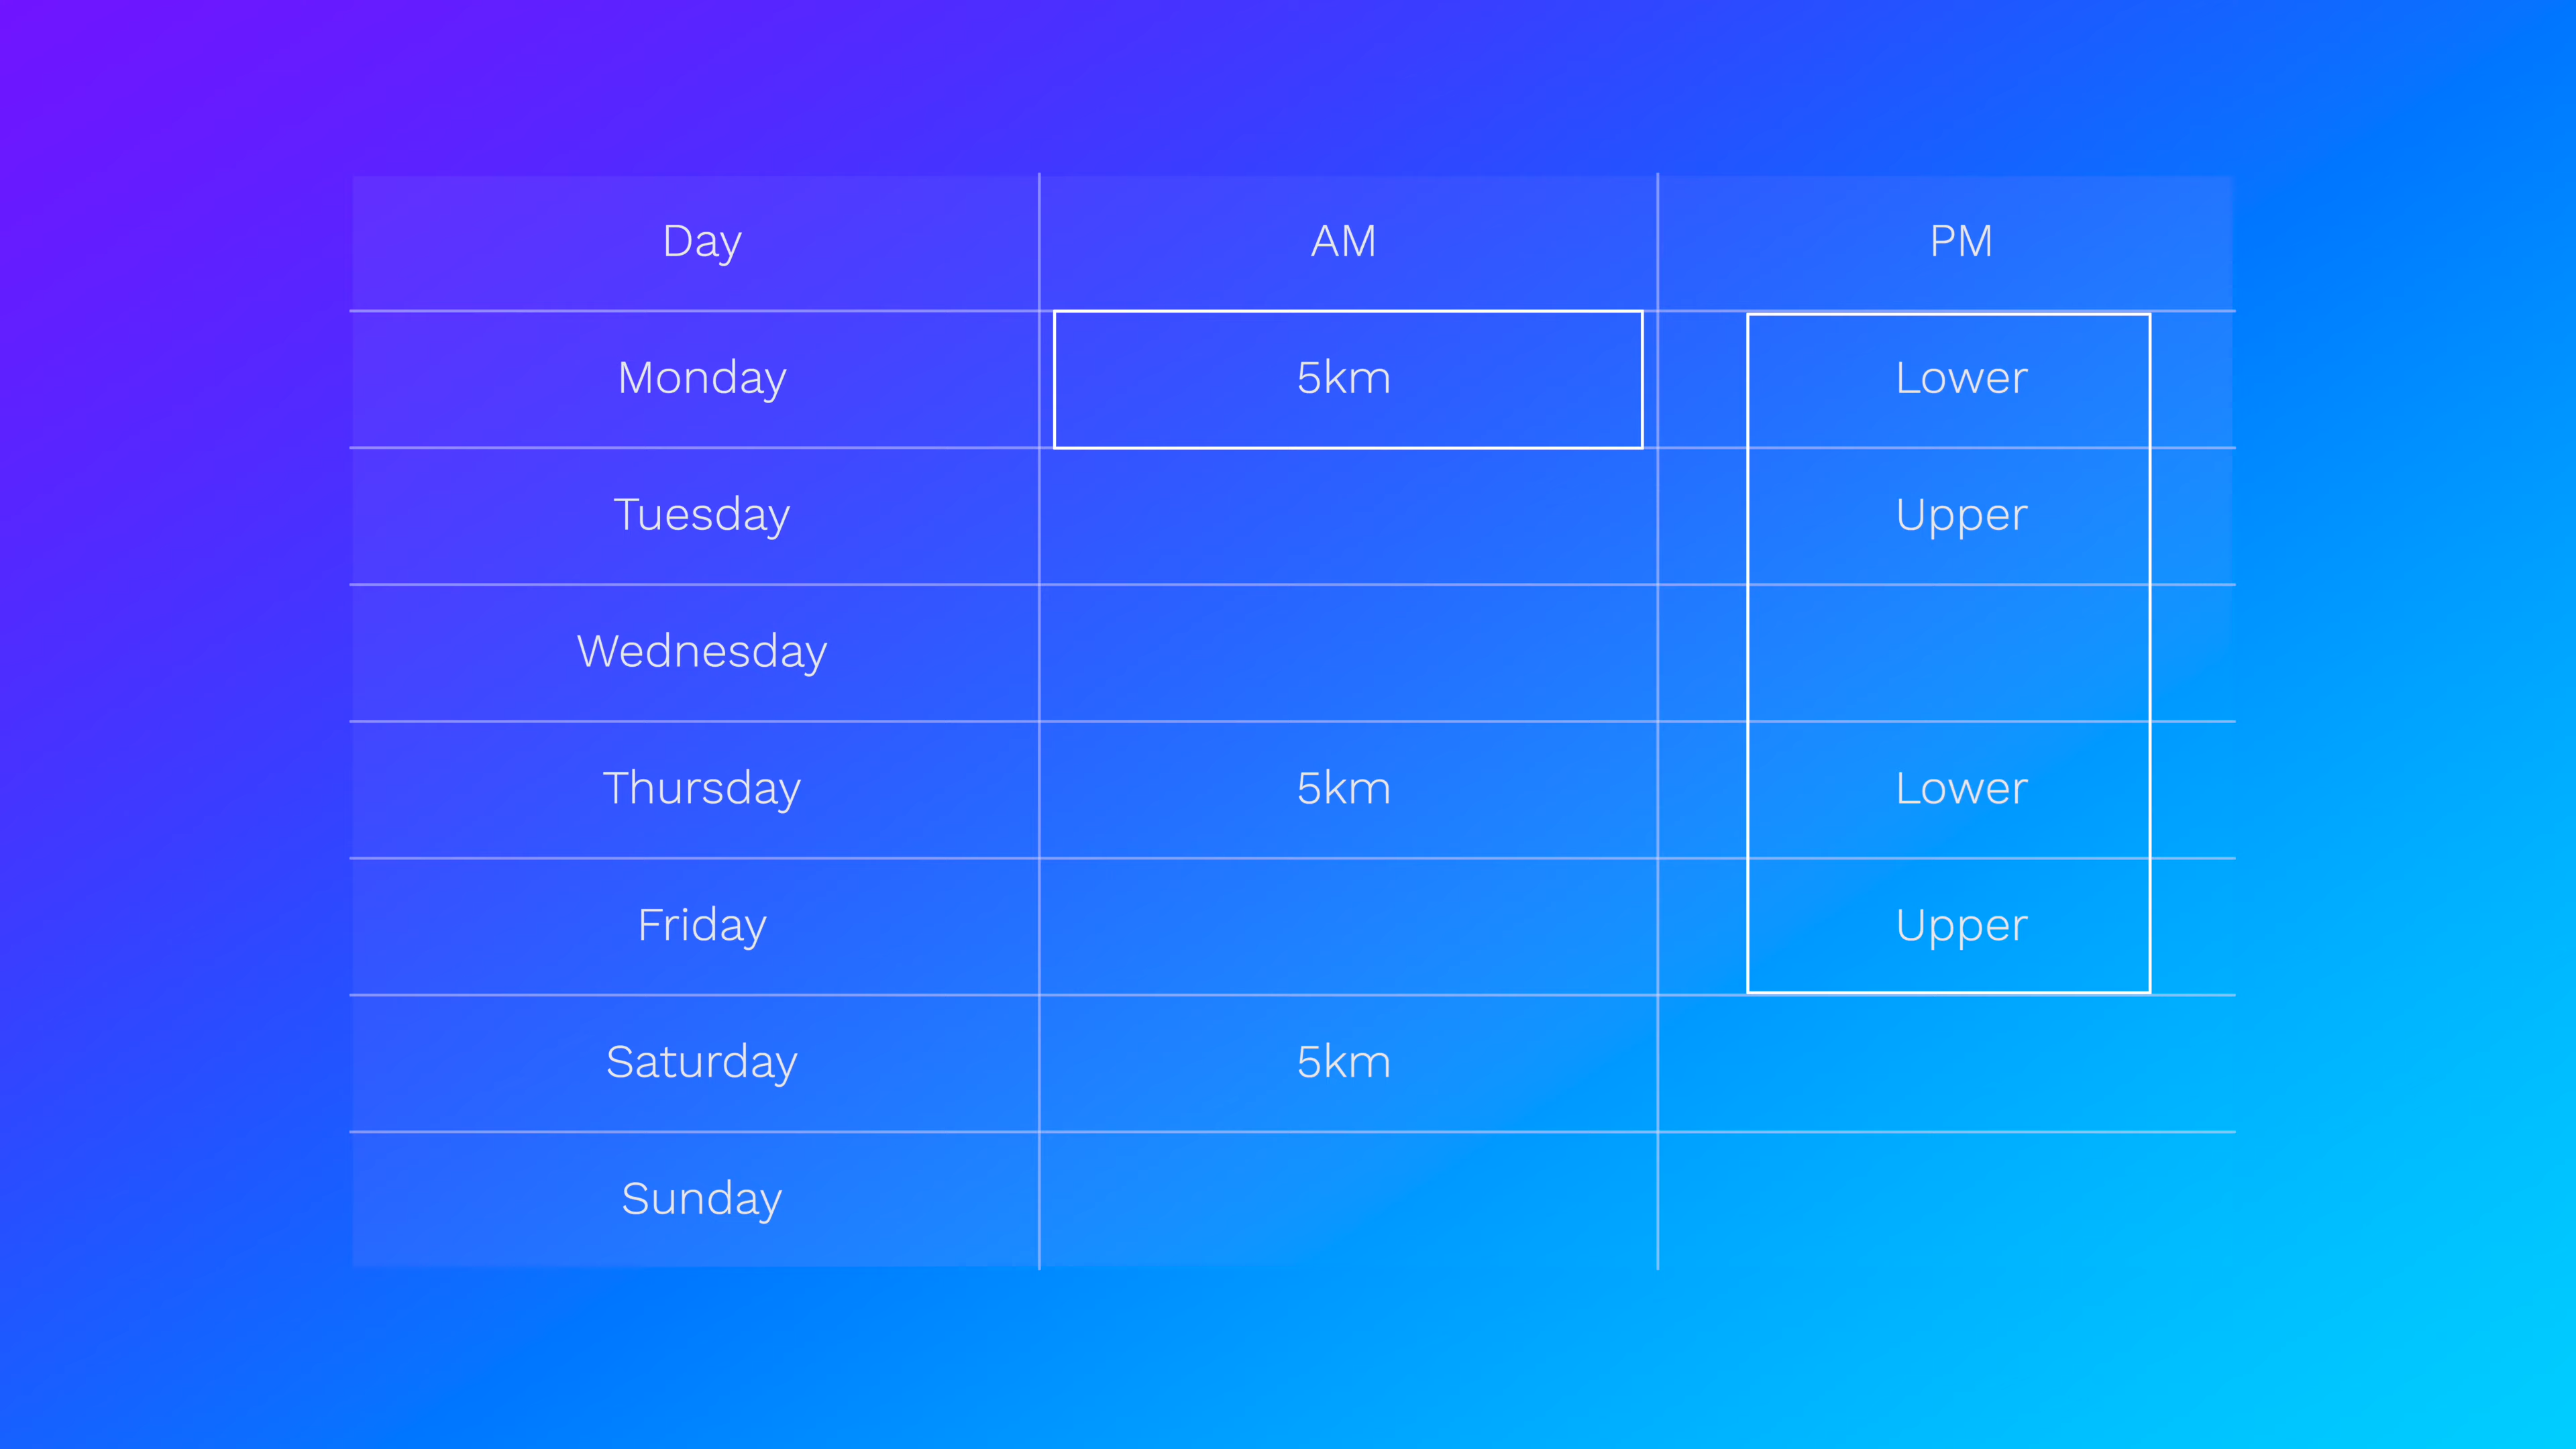 Day AM PM
Monday 5km Lower
Tuesday Upper
Wednesday
Thursday 5km Lower
Friday Upper
Saturday 5km
Sunday